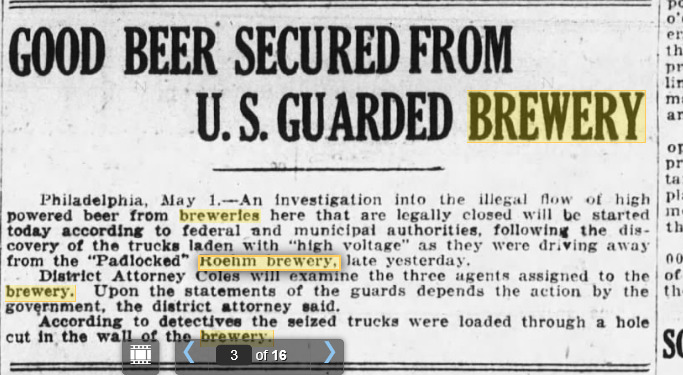 GOOD BEER SECURED FROM
U. S. GUARDED BREWERY
Philadelphia, May 1.—An investigation into the illegal flow of high
powered beer from breweries here that are legally closed will be started
today according to federal and municipal authorities, following the dis-
covery of the trucks laden with "high voltage" as they were driving away
from the "Padlocked" Roehm brewery, late yesterday.
District Attorney Coles will examine the three agents assigned to the
brewery. Upon the statements of the guards depends the action by the
government, the district attorney said.
According to detectives the seized trucks were loaded through a hole
cut in the wall of the brewery.
3 of 16